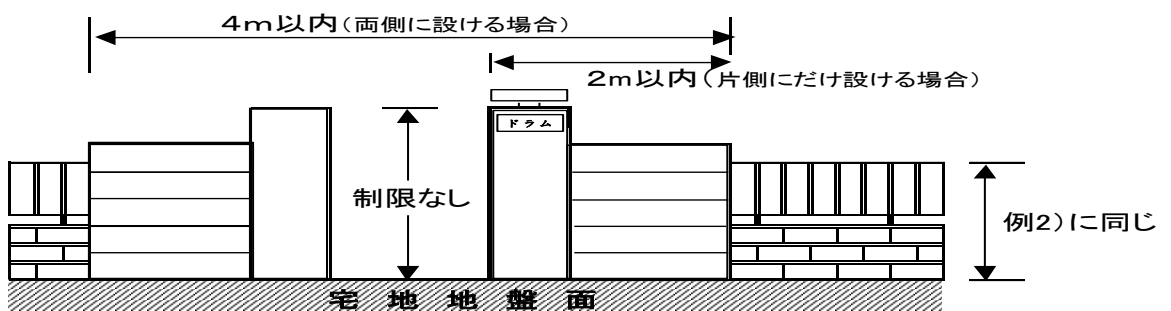 4m以内(両側に設ける場合)
2m以内(片側にだけ設ける場合)
ドラム
制限なし
例2)に同じ
宅地地盤面